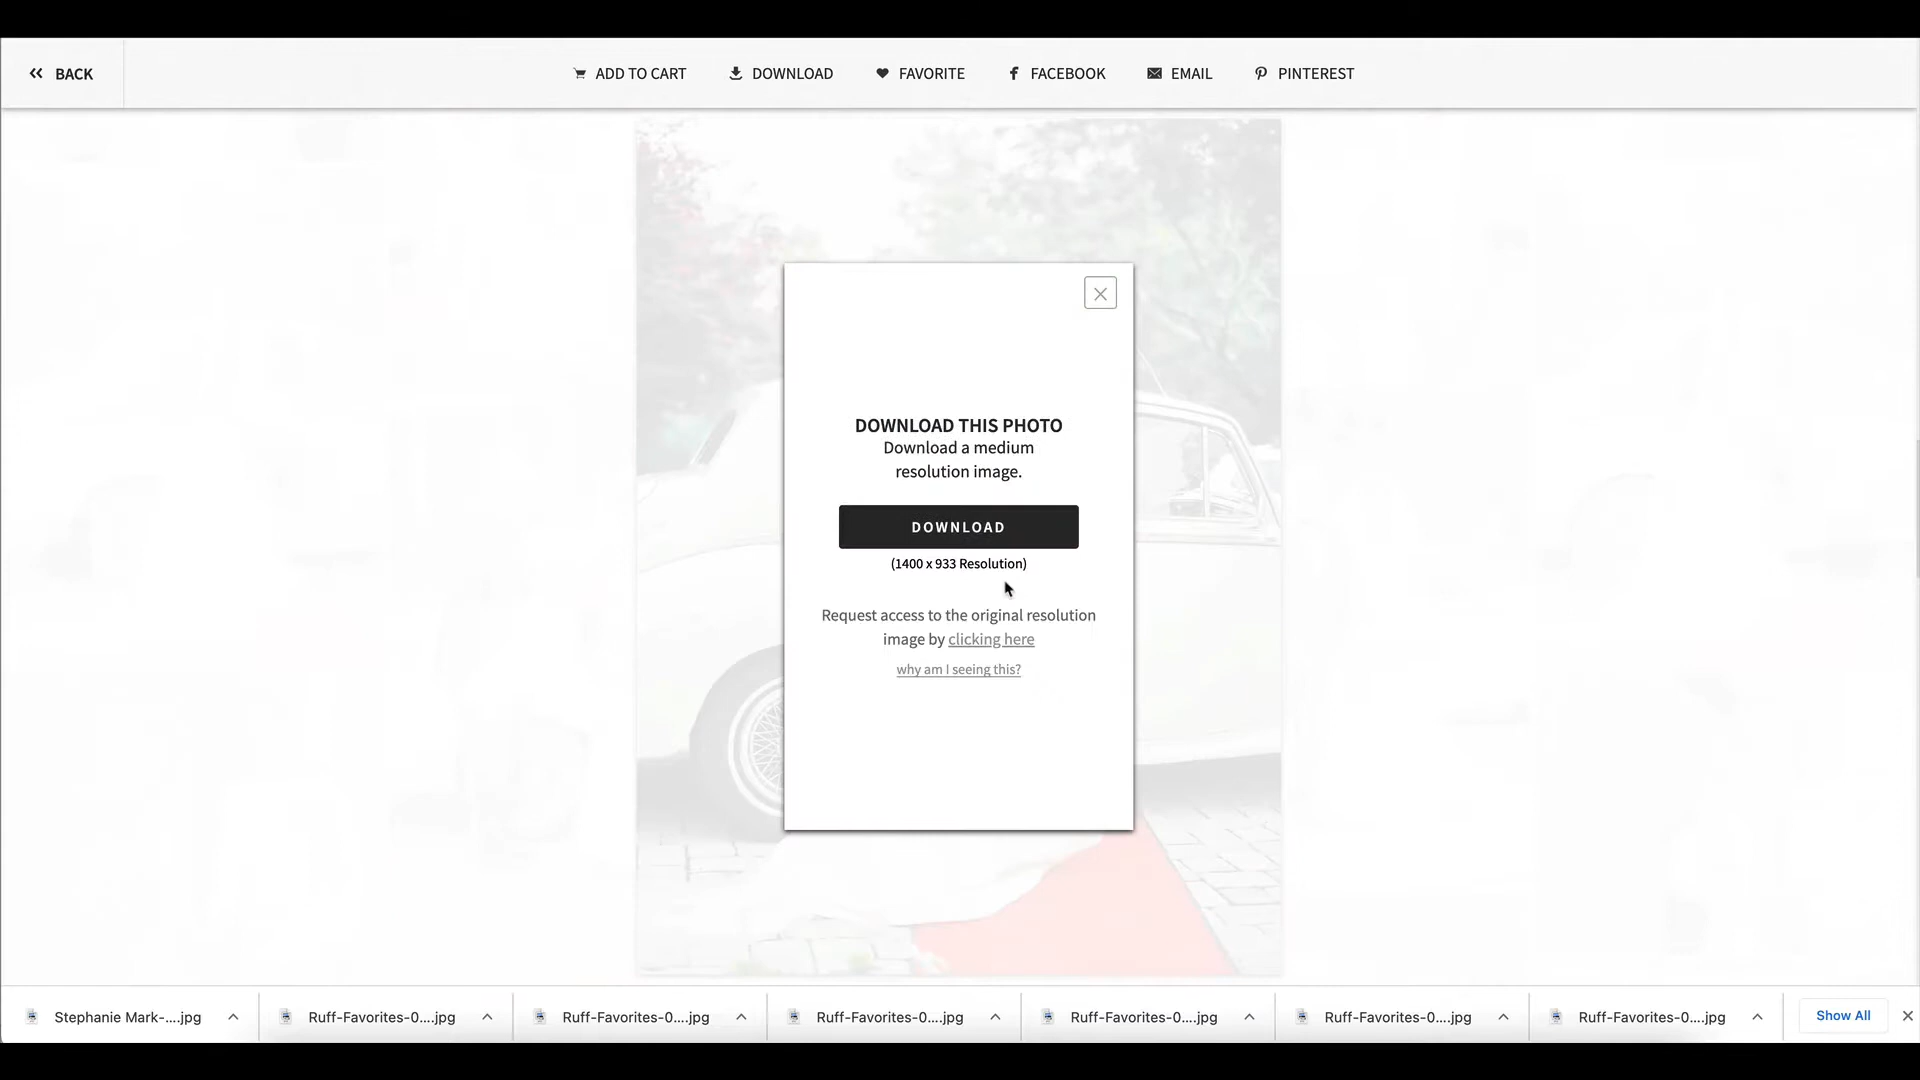 BACK
ADD TO CART
DOWNLOAD
FAVORITE
FACEBOOK
EMAIL
PINTEREST
DOWNLOAD THIS PHOTO
Download a medium
resolution image.
DOWNLOAD
(1400 x 933 Resolution)
Request access to the original resolution
image by clicking here
why am I seeing this?
Stephanie Mark-....jpg
Ruff-Favorites-0....jpg
Ruff-Favorites-0....jpg
Ruff-Favorites-0....jpg
Ruff-Favorites-0....jpg
Ruff-Favorites-0....jpg
Ruff-Favorites-0....jpg
Show All